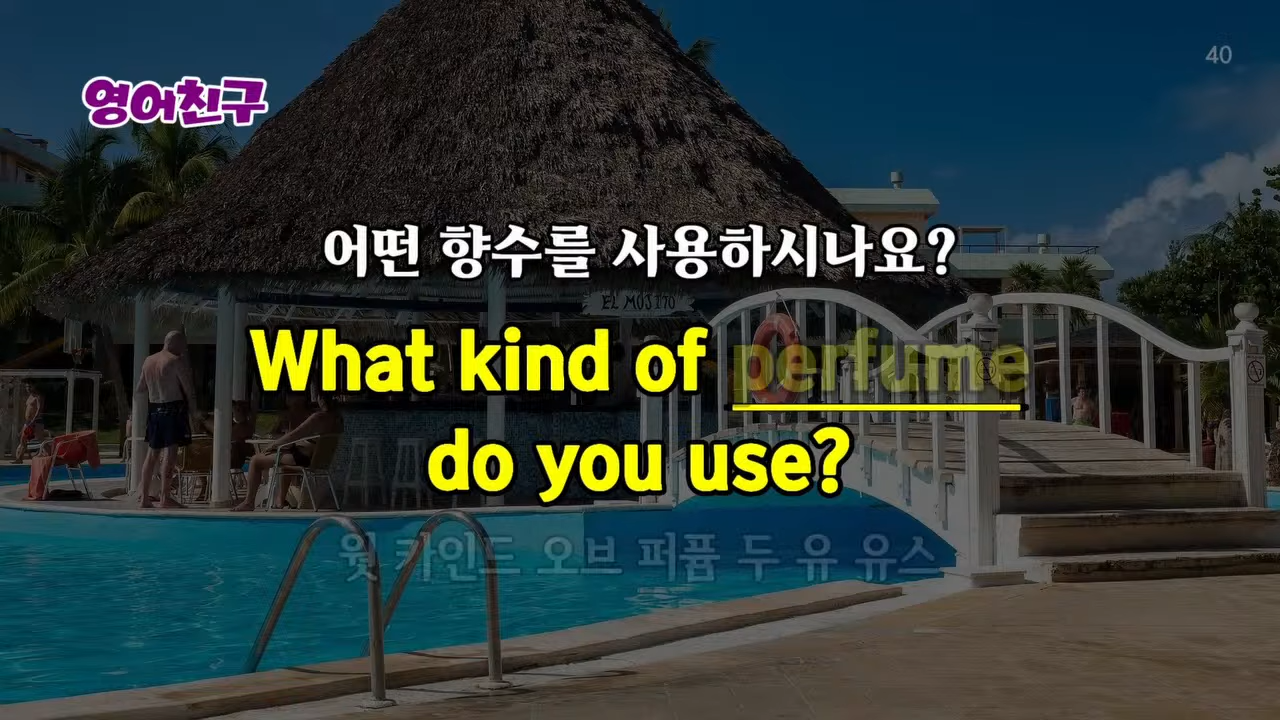 40
영어친구
어떤 향수를 사용하시나요?
EL MOJITO
What kind of perfume
do you use?
왓 카인드 오브 퍼퓸 두 유 유스